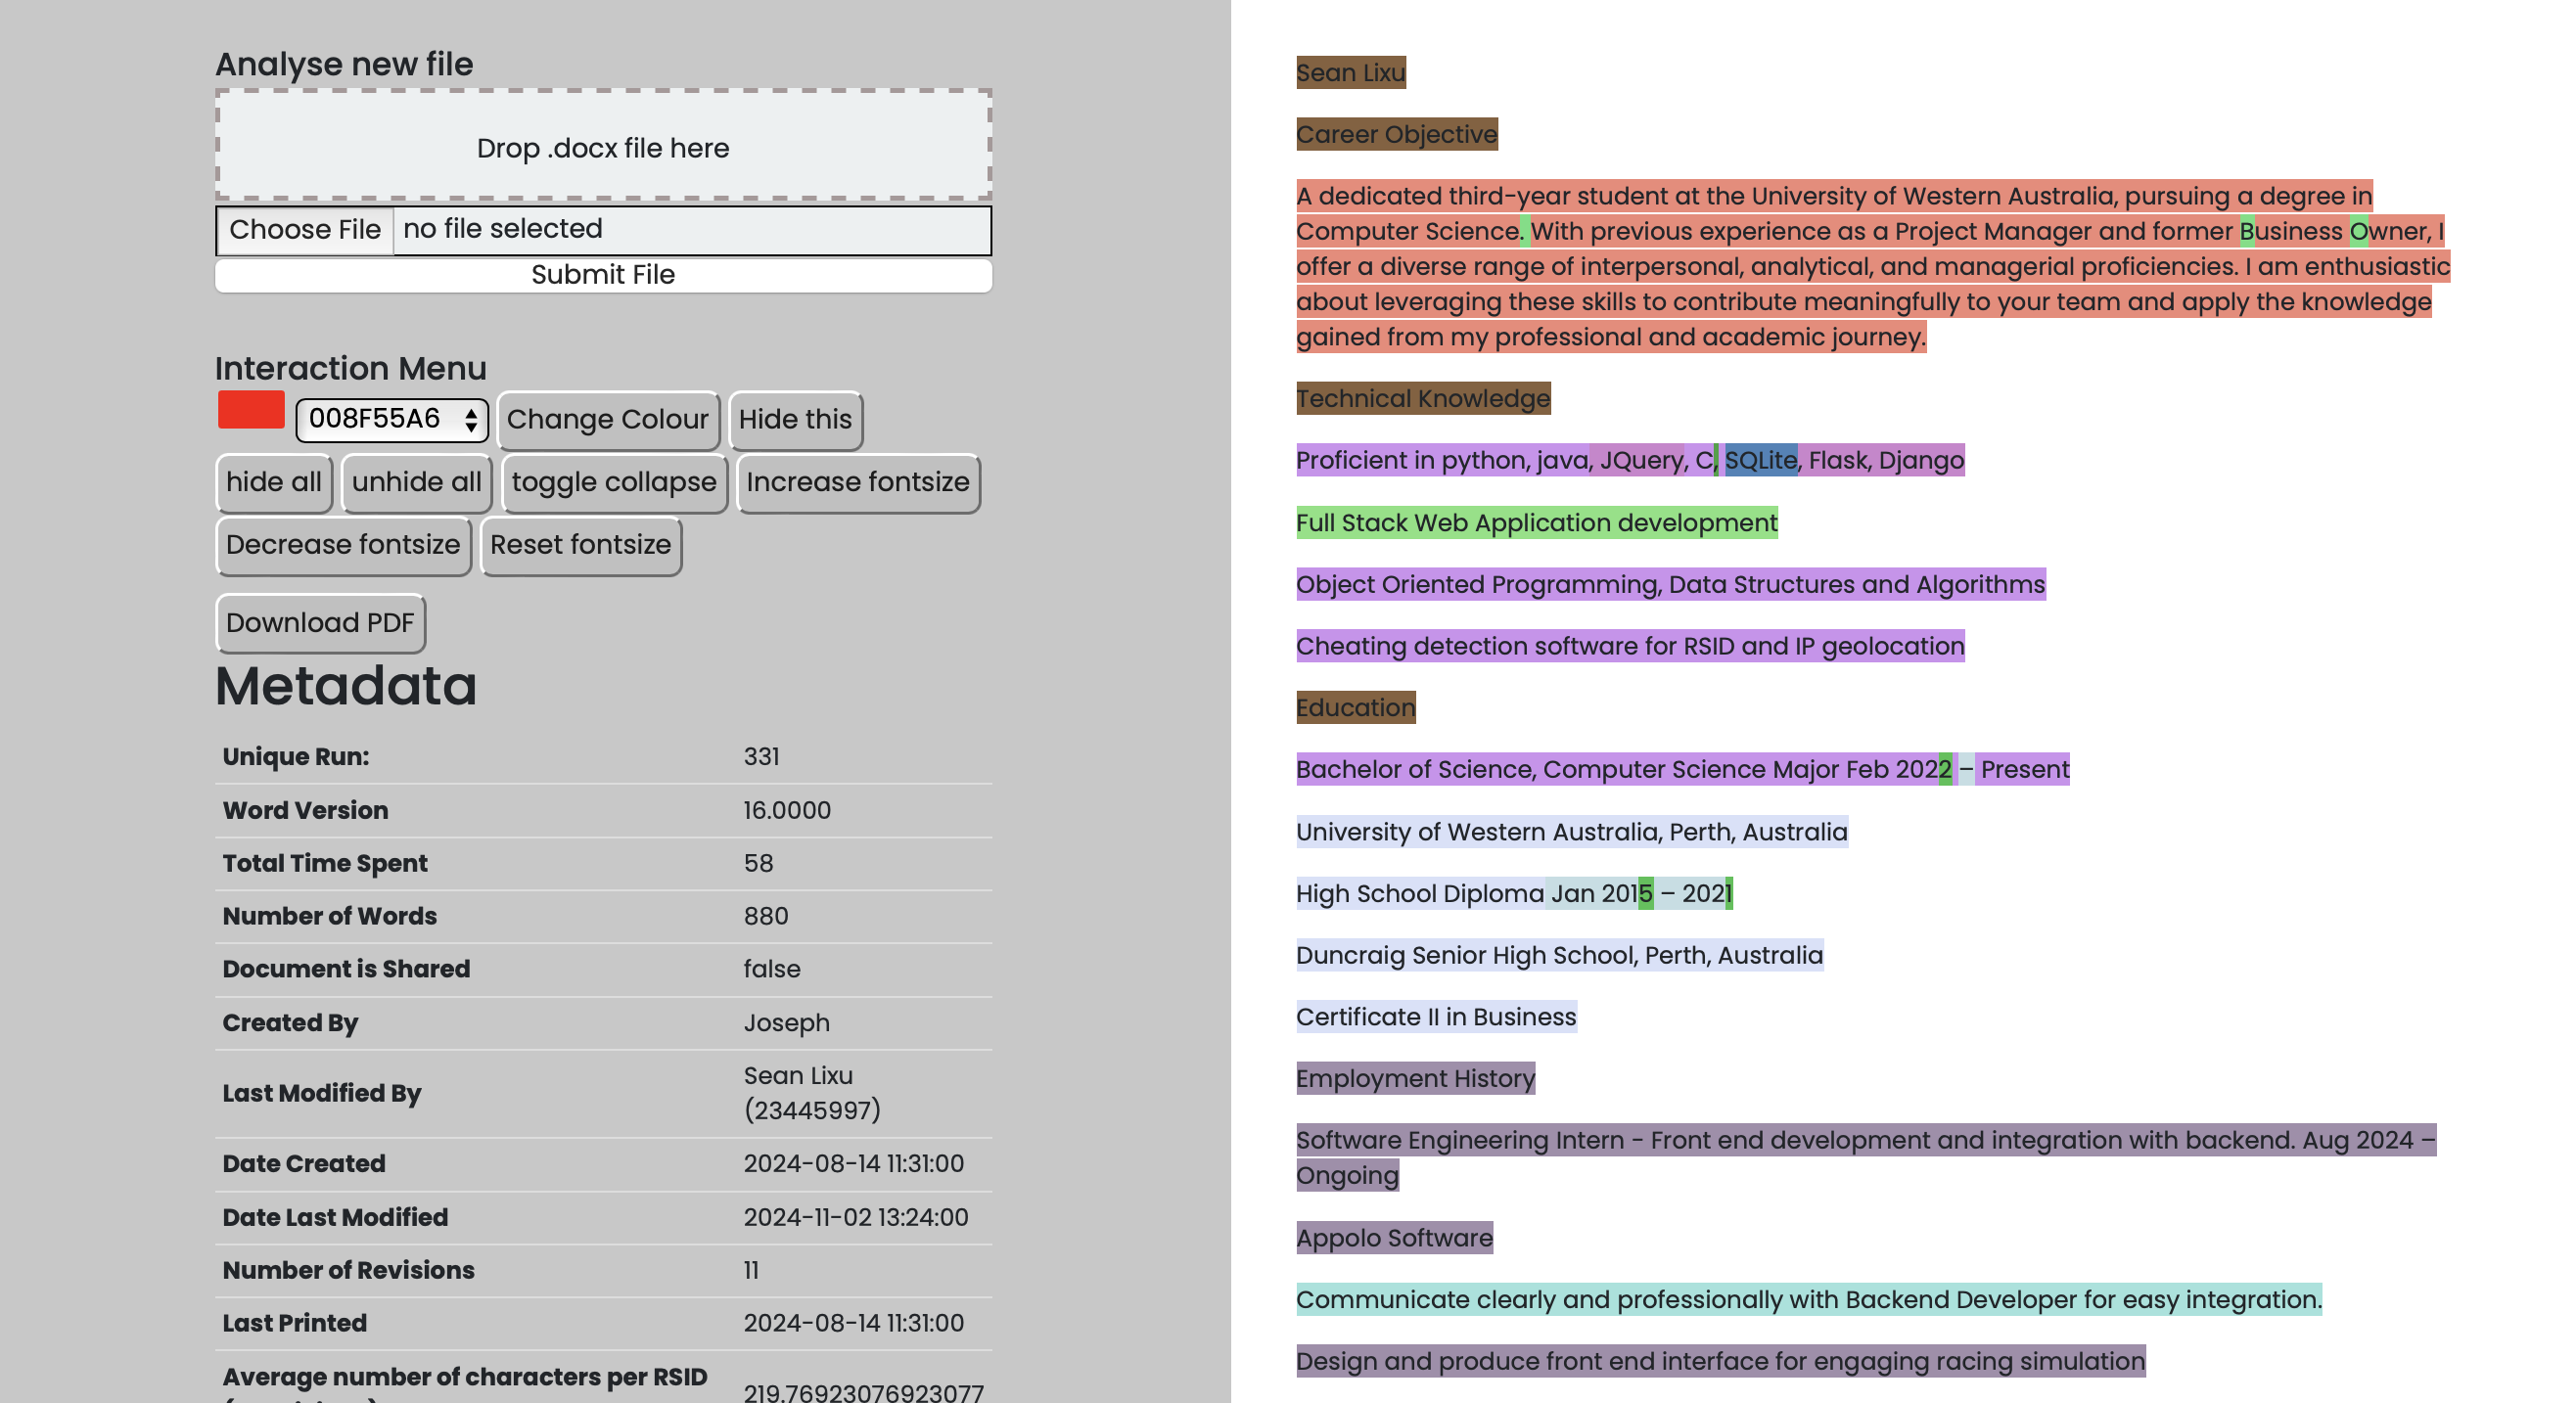 Analyse new file
Drop .docx file here
Choose File no file selected
Submit File
Interaction Menu
008F55A6 Change Colour Hide this
hide all unhide all toggle collapse Increase fontsize
Decrease fontsize Reset fontsize
Download PDF
Metadata
Unique Run: 331
Word Version 16.0000
Total Time Spent 58
Number of Words 880
Document is Shared false
Created By Joseph
Last Modified By Sean Lixu
(23445997)
Date Created 2024-08-14 11:31:00
Date Last Modified 2024-11-02 13:24:00
Number of Revisions 11
Last Printed 2024-08-14 11:31:00
Average number of characters per RSID 219.76923076923077
Sean Lixu
Career Objective
A dedicated third-year student at the University of Western Australia, pursuing a degree in
Computer Science. With previous experience as a Project Manager and former Business Owner, I
offer a diverse range of interpersonal, analytical, and managerial proficiencies. I am enthusiastic
about leveraging these skills to contribute meaningfully to your team and apply the knowledge
gained from my professional and academic journey.
Technical Knowledge
Proficient in python, java, JQuery, C, SQLite, Flask, Django
Full Stack Web Application development
Object Oriented Programming, Data Structures and Algorithms
Cheating detection software for RSID and IP geolocation
Education
Bachelor of Science, Computer Science Major Feb 2022 – Present
University of Western Australia, Perth, Australia
High School Diploma Jan 2015 – 2021
Duncraig Senior High School, Perth, Australia
Certificate II in Business
Employment History
Software Engineering Intern - Front end development and integration with backend. Aug 2024 –
Ongoing
Appolo Software
Communicate clearly and professionally with Backend Developer for easy integration.
Design and produce front end interface for engaging racing simulation